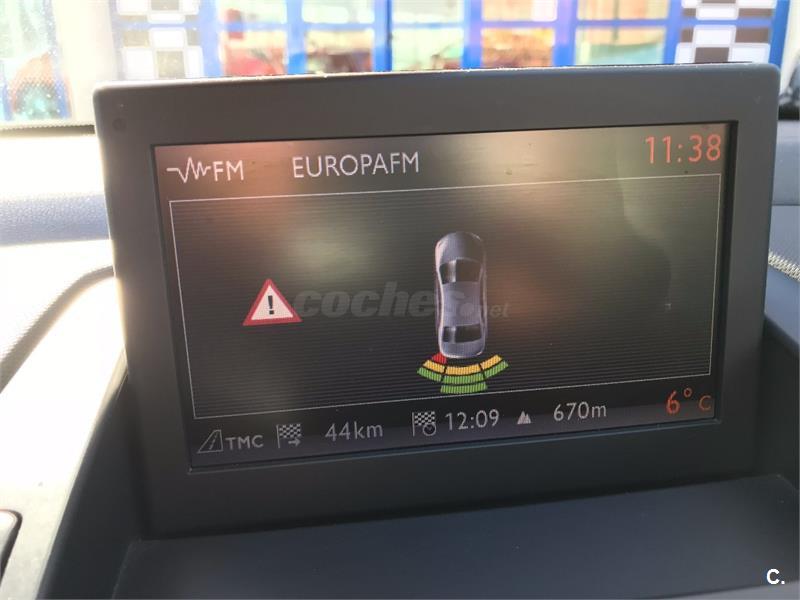 FM EUROPAFM 11:38
!
coches.net
TMC 44km 12:09 670m 6°C
C.